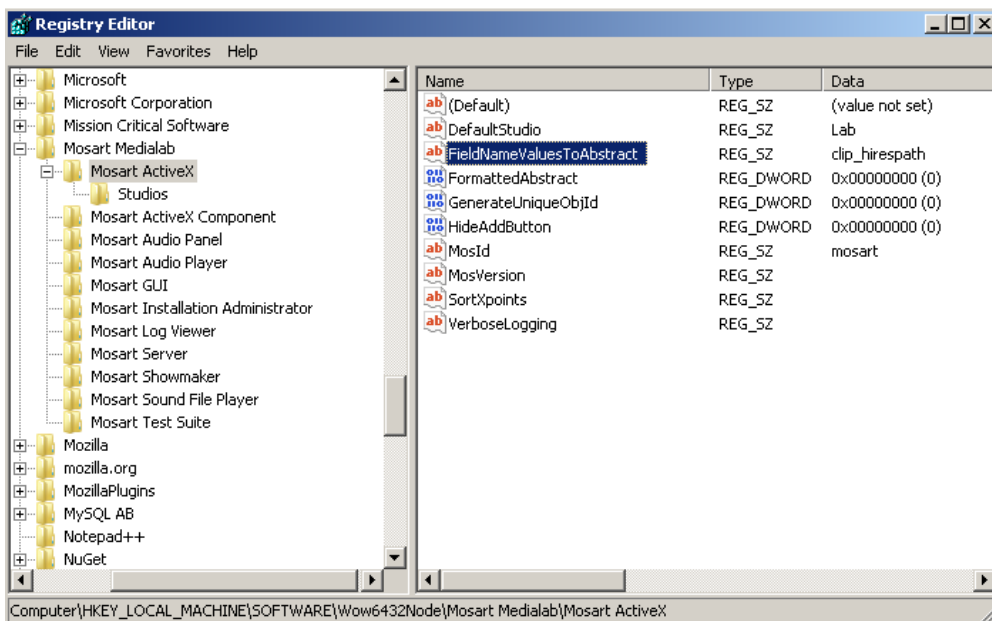 Registry Editor
File Edit View Favorites Help
Microsoft
Microsoft Corporation
Mission Critical Software
Mosart Medialab
Mosart ActiveX
Studios
Mosart ActiveX Component
Mosart Audio Panel
Mosart Audio Player
Mosart GUI
Mosart Installation Administrator
Mosart Log Viewer
Mosart Server
Mosart Showmaker
Mosart Sound File Player
Mosart Test Suite
Mozilla
mozilla.org
MozillaPlugins
MySQL AB
Notepad++
NuGet
Name Type Data
(Default) REG_SZ (value not set)
DefaultStudio REG_SZ Lab
FieldNameValuesToAbstract REG_SZ clip_hirespath
FormattedAbstract REG_DWORD 0x00000000 (0)
GenerateUniqueObjId REG_DWORD 0x00000000 (0)
HideAddButton REG_DWORD 0x00000000 (0)
MosId REG_SZ mosart
MosVersion REG_SZ
SortXpoints REG_SZ
VerboseLogging REG_SZ
Computer\HKEY_LOCAL_MACHINE\SOFTWARE\Wow6432Node\Mosart Medialab\Mosart ActiveX